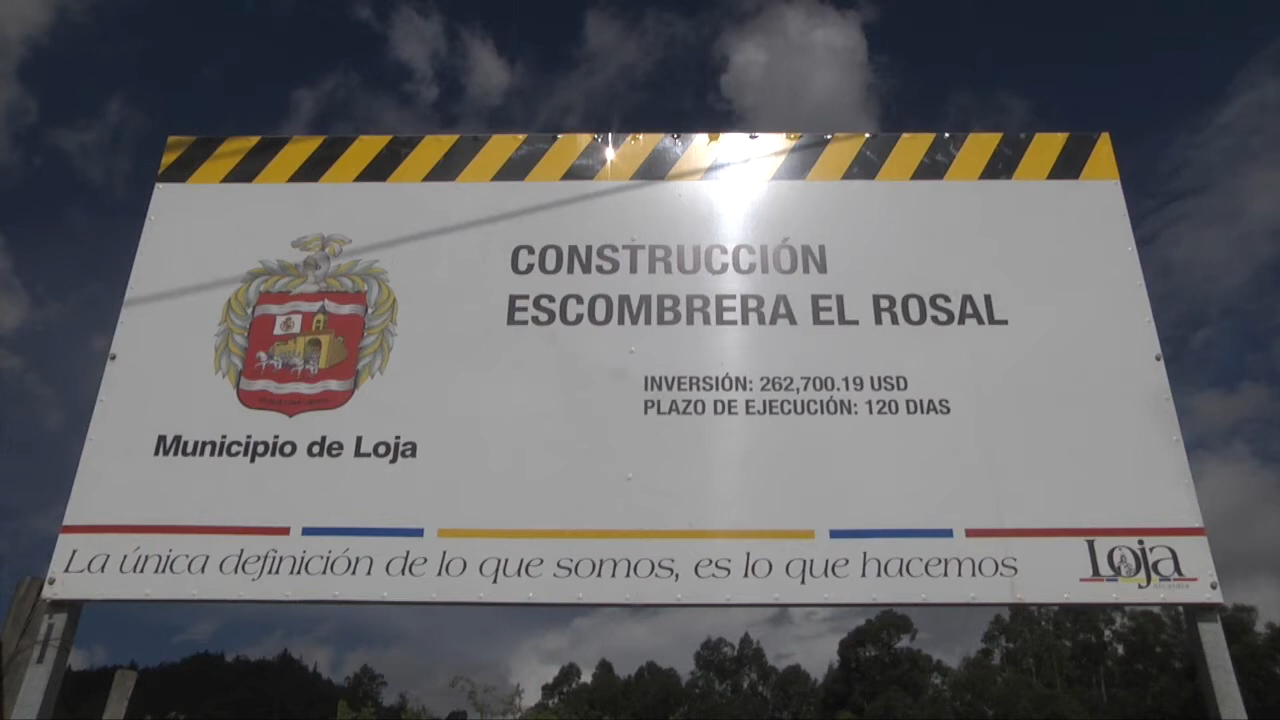 CONSTRUCCIÓN
ESCOMBRERA EL ROSAL
INVERSIÓN: 262,700.19 USD
PLAZO DE EJECUCIÓN: 120 DIAS
Municipio de Loja
La única definición de lo que somos, es lo que hacemos
Loja